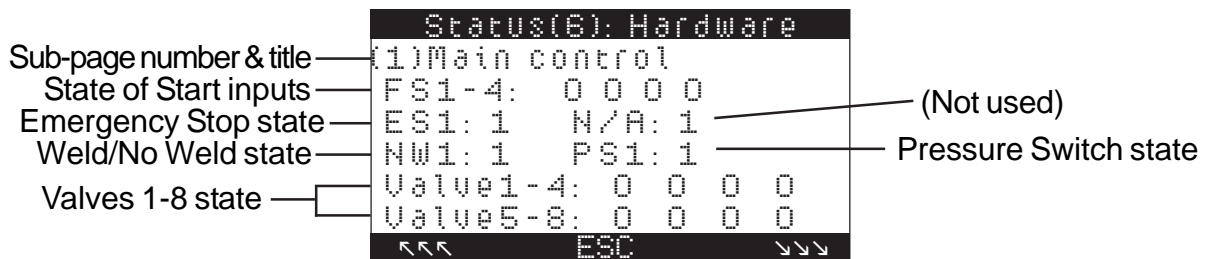 Status(6): Hardware
Sub-page number & title
(1)Main control
State of Start inputs
FS1-4: 0 0 0 0
Emergency Stop state
ES1: 1 N/A: 1
(Not used)
Weld/No Weld state
NW1: 1 PS1: 1
Pressure Switch state
Valves 1-8 state
Valve1-4: 0 0 0 0
Valve5-8: 0 0 0 0
↖↖↖ ESC ↘↘↘